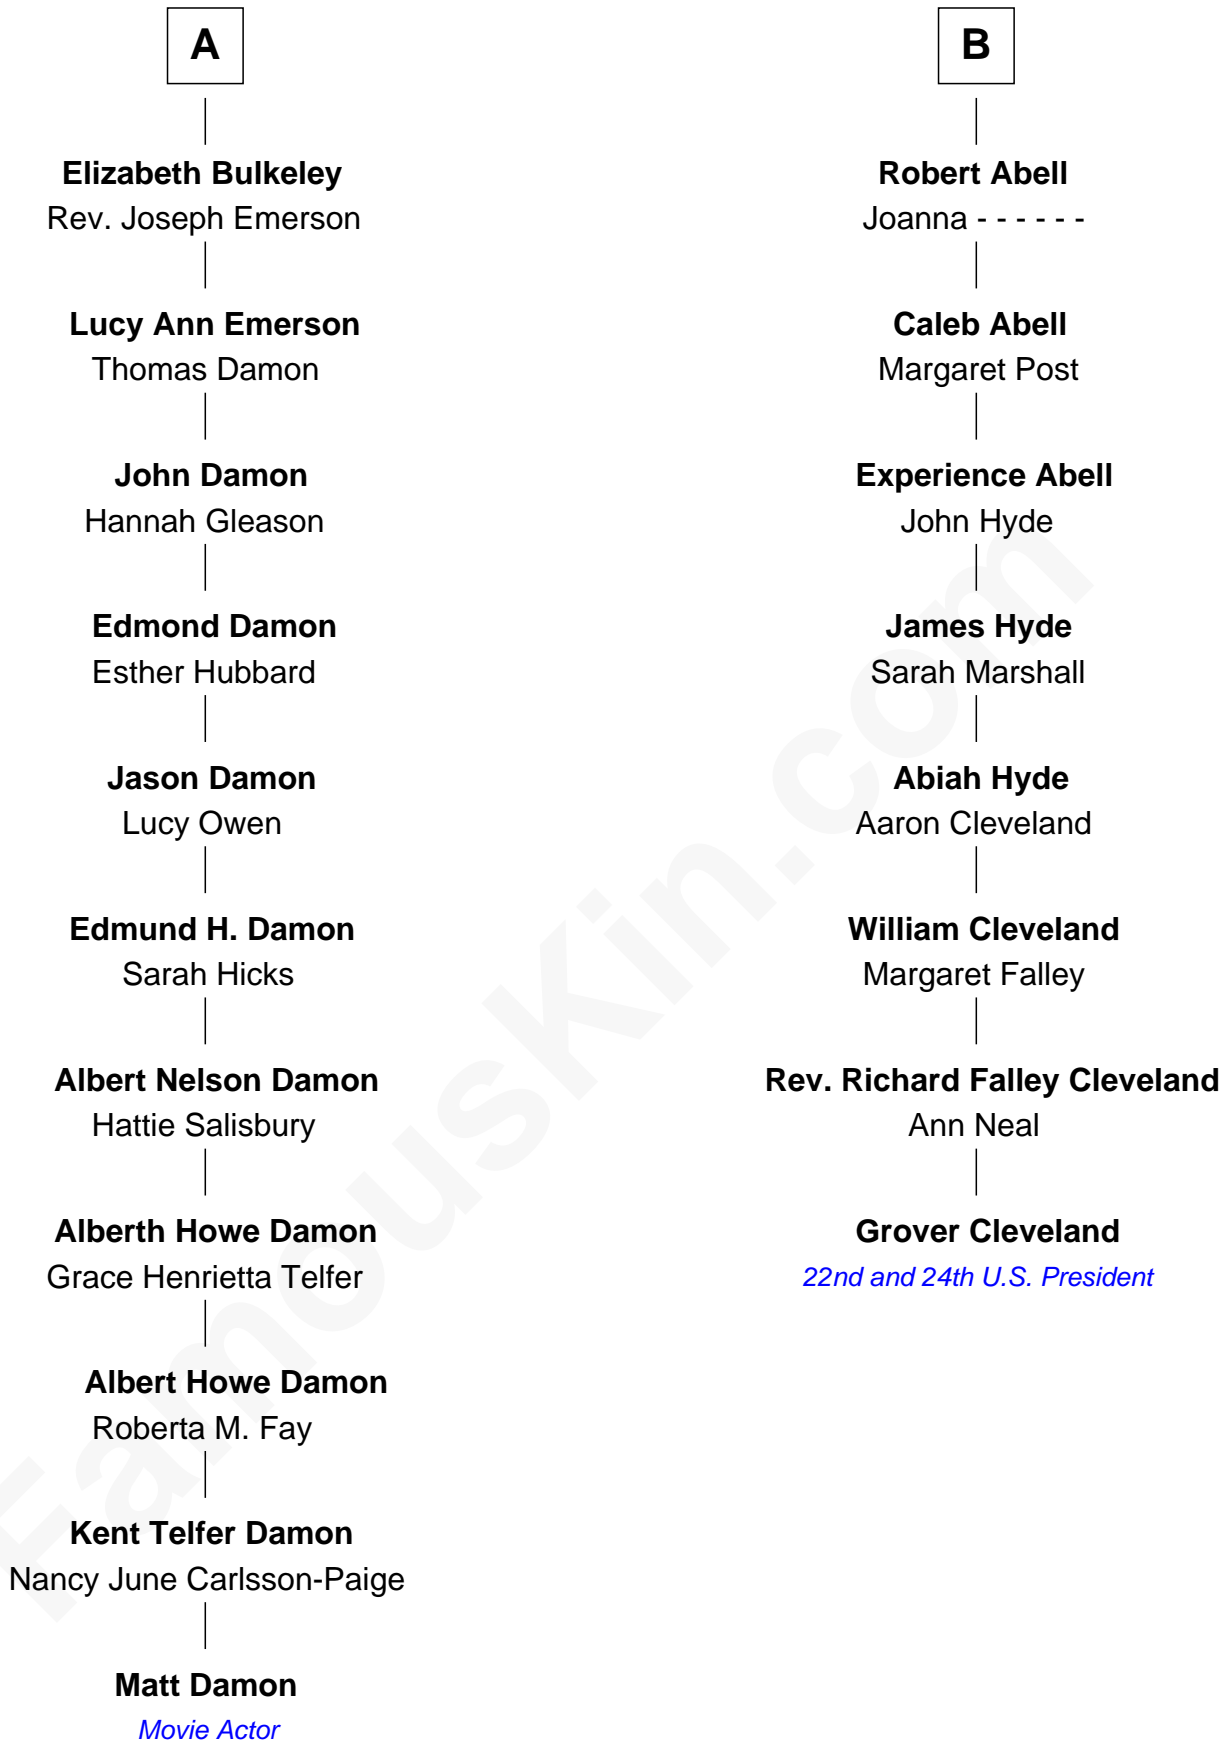 A
Elizabeth Bulkeley
Rev. Joseph Emerson
Lucy Ann Emerson
Thomas Damon
John Damon
Hannah Gleason
Edmond Damon
Esther Hubbard
Jason Damon
Lucy Owen
Edmund H. Damon
Sarah Hicks
Albert Nelson Damon
Hattie Salisbury
Alberth Howe Damon
Grace Henrietta Telfer
Albert Howe Damon
Roberta M. Fay
Kent Telfer Damon
Nancy June Carlsson-Paige
Matt Damon
Movie Actor
B
Robert Abell
Joanna - - - - - -
Caleb Abell
Margaret Post
Experience Abell
John Hyde
James Hyde
Sarah Marshall
Abiah Hyde
Aaron Cleveland
William Cleveland
Margaret Falley
Rev. Richard Falley Cleveland
Ann Neal
Grover Cleveland
22nd and 24th U.S. President
FamousKin.com